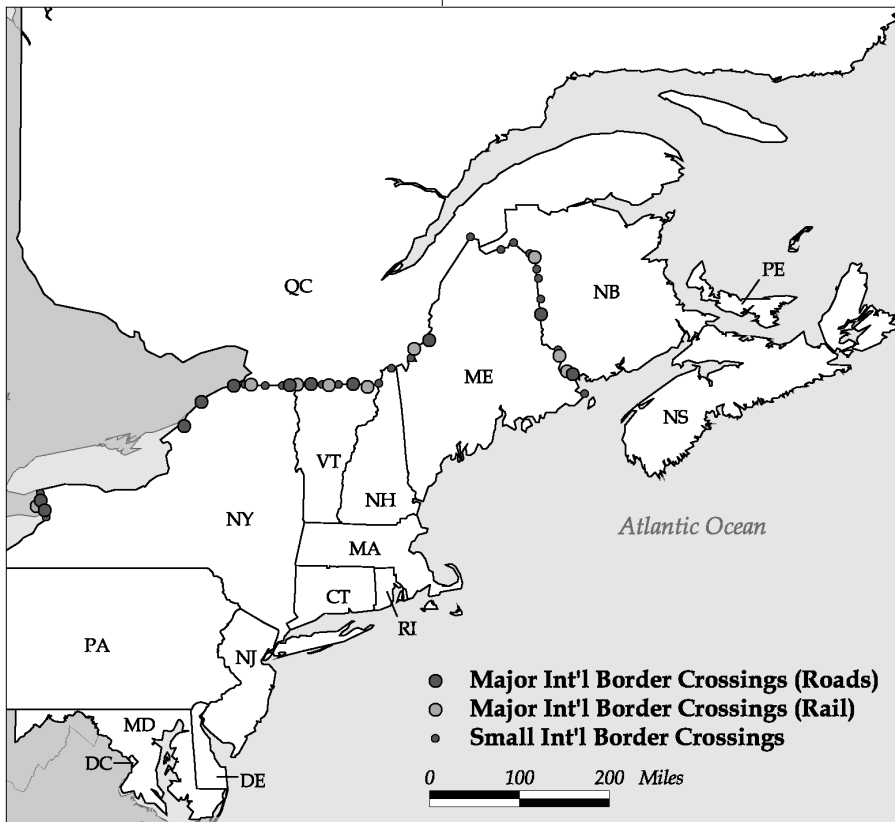 QC
NB
PE
ME
NS
VT
NH
NY
Atlantic Ocean
MA
CT
RI
PA
NJ
MD
DC
DE
Major Int'l Border Crossings (Roads)
Major Int'l Border Crossings (Rail)
Small Int'l Border Crossings
0 100 200 Miles